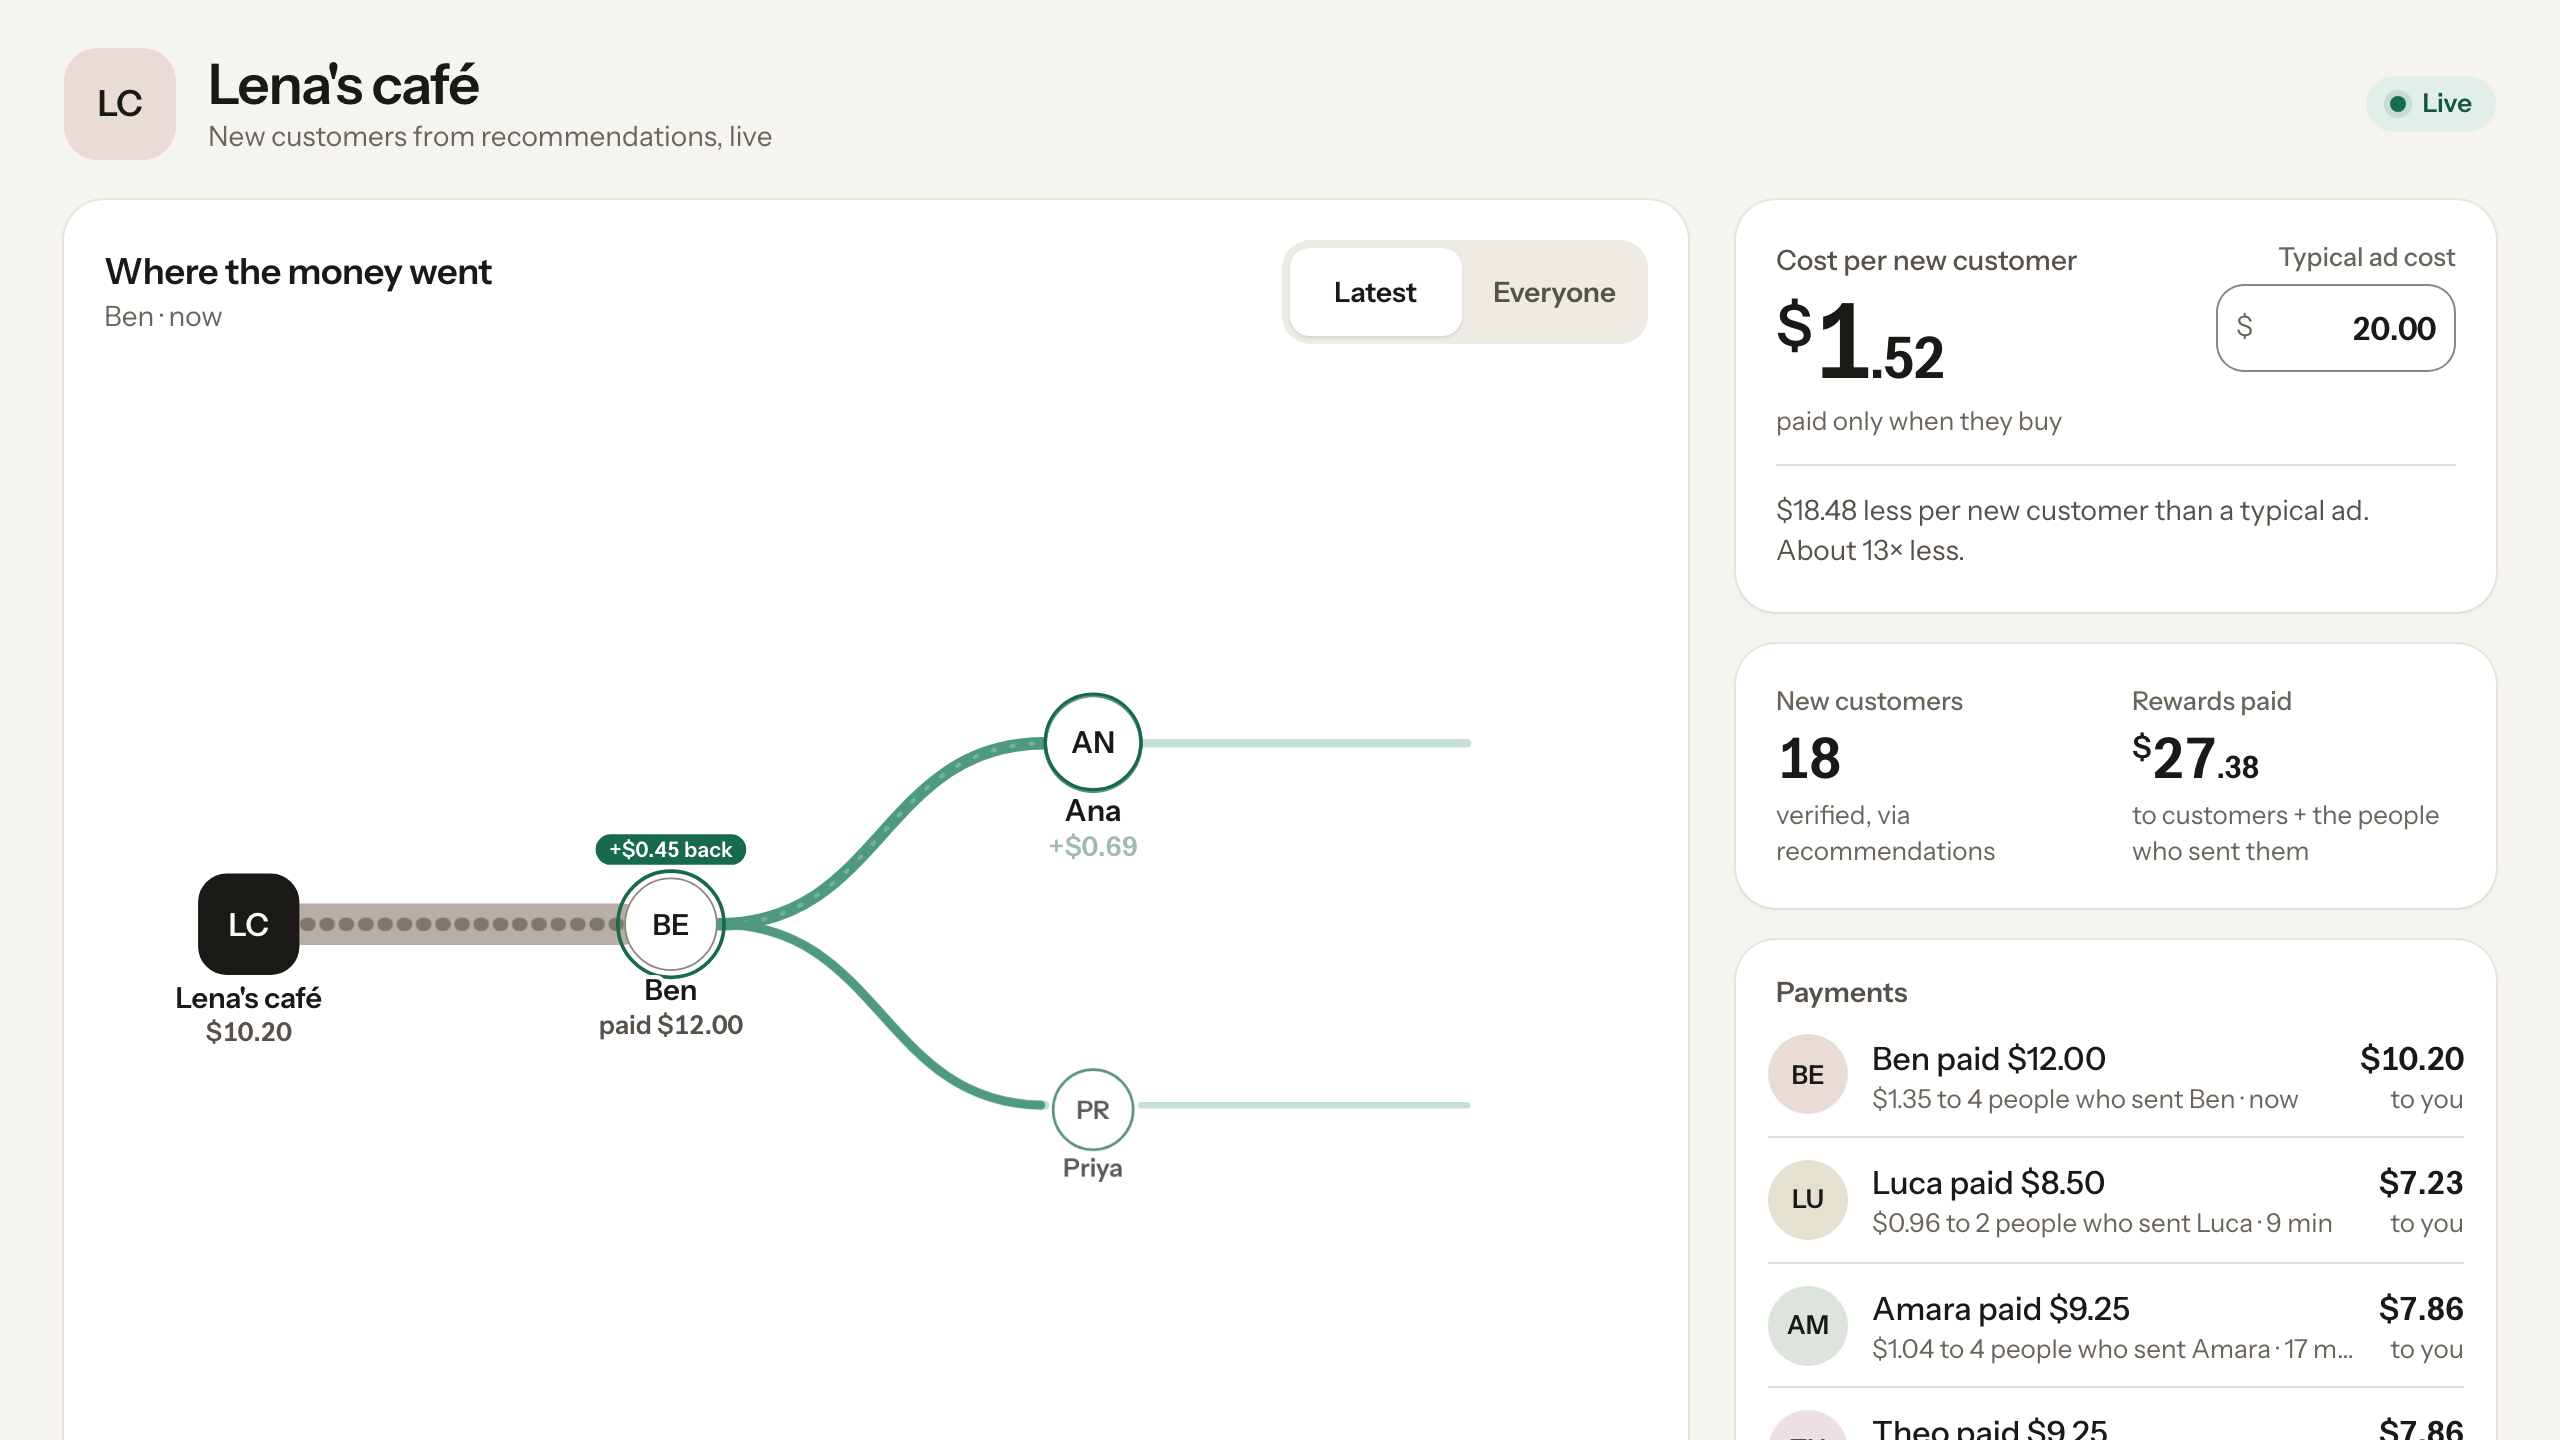 LC
Lena's café
New customers from recommendations, live
Live
Where the money went
Ben · now
Latest
Everyone
AN
Ana
+$0.69
+$0.45 back
LC
BE
Lena's café
$10.20
Ben
paid $12.00
PR
Priya
Cost per new customer
Typical ad cost
$1.52
$ 20.00
paid only when they buy
$18.48 less per new customer than a typical ad.
About 13× less.
New customers
18
verified, via
recommendations
Rewards paid
$27.38
to customers + the people
who sent them
Payments
BE
Ben paid $12.00
$10.20
$1.35 to 4 people who sent Ben · now
to you
LU
Luca paid $8.50
$7.23
$0.96 to 2 people who sent Luca · 9 min
to you
AM
Amara paid $9.25
$7.86
$1.04 to 4 people who sent Amara · 17 m...
to you
Theo paid $9.25
$7.86